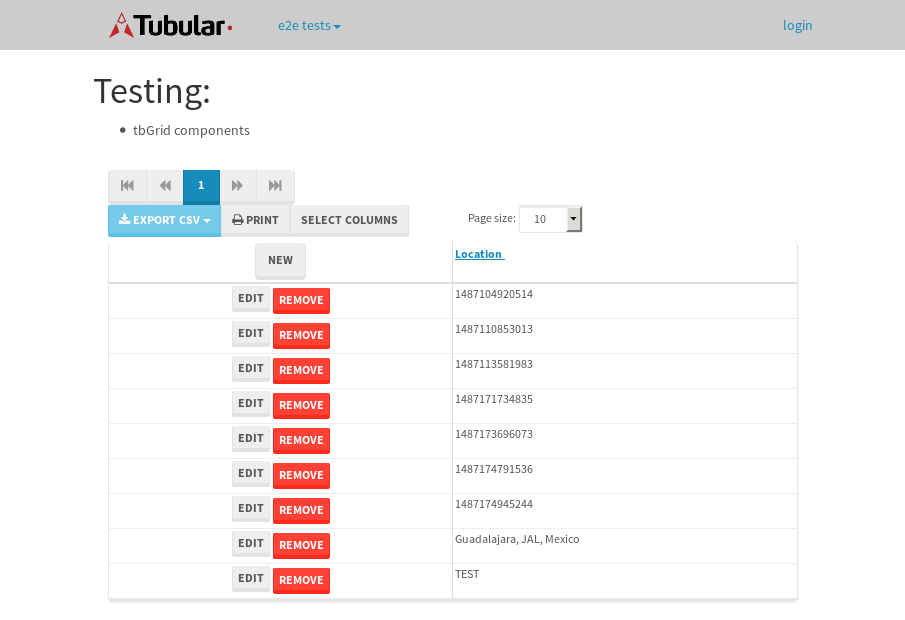 Tubular
e2e tests
login
Testing:
tbGrid components
1
EXPORT CSV
PRINT
SELECT COLUMNS
Page size:
10
NEW
Location
EDIT REMOVE 1487104920514
EDIT REMOVE 1487110853013
EDIT REMOVE 1487113581983
EDIT REMOVE 1487171734835
EDIT REMOVE 1487173696073
EDIT REMOVE 1487174791536
EDIT REMOVE 1487174945244
EDIT REMOVE Guadalajara, JAL, Mexico
EDIT REMOVE TEST